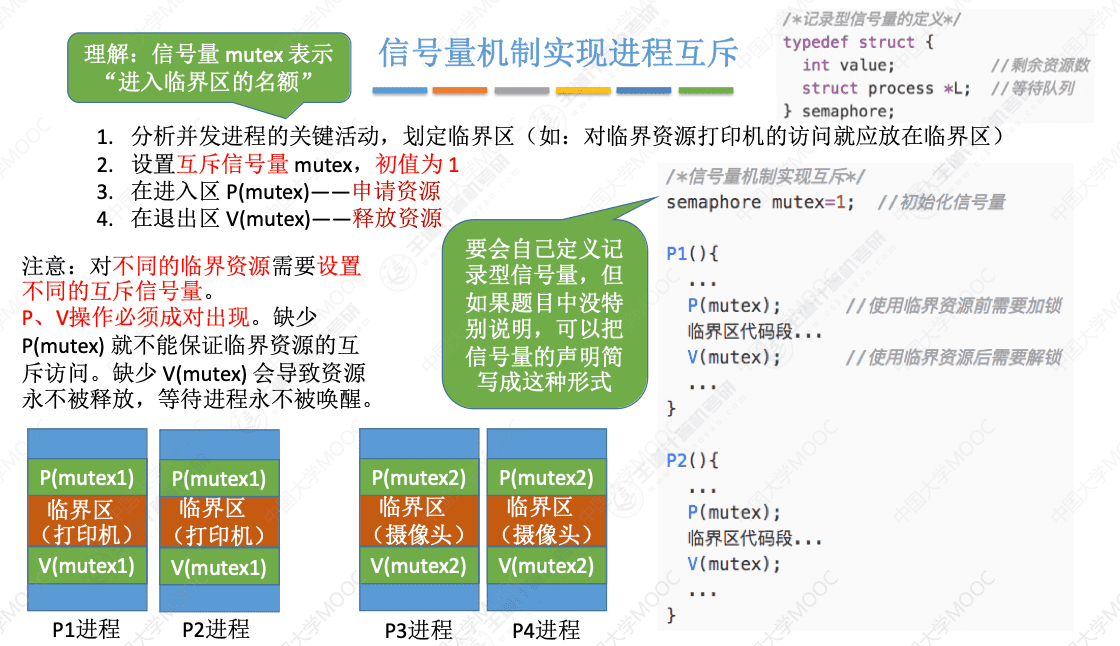 理解：信号量 mutex 表示
“进入临界区的名额”
信号量机制实现进程互斥
/*记录型信号量的定义*/
typedef struct {
int value; //剩余资源数
struct process *L; //等待队列
} semaphore;
1. 分析并发进程的关键活动，划定临界区（如：对临界资源打印机的访问就应放在临界区）
2. 设置互斥信号量 mutex，初值为 1
3. 在进入区 P(mutex)——申请资源
4. 在退出区 V(mutex)——释放资源
注意：对不同的临界资源需要设置
不同的互斥信号量。
P、V操作必须成对出现。缺少
P(mutex) 就不能保证临界资源的互
斥访问。缺少 V(mutex) 会导致资源
永不被释放，等待进程永不被唤醒。
要会自己定义记
录型信号量，但
如果题目中没特
别说明，可以把
信号量的声明简
写成这种形式
/*信号量机制实现互斥*/
semaphore mutex=1; //初始化信号量
P1(){
...
P(mutex); //使用临界资源前需要加锁
临界区代码段...
V(mutex); //使用临界资源后需要解锁
...
}
P2(){
...
P(mutex);
临界区代码段...
V(mutex);
...
}
P(mutex1)
临界区
（打印机）
V(mutex1)
P1进程
P(mutex1)
临界区
（打印机）
V(mutex1)
P2进程
P(mutex2)
临界区
（摄像头）
V(mutex2)
P3进程
P(mutex2)
临界区
（摄像头）
V(mutex2)
P4进程
中国大学MOOC
王道计算机考研